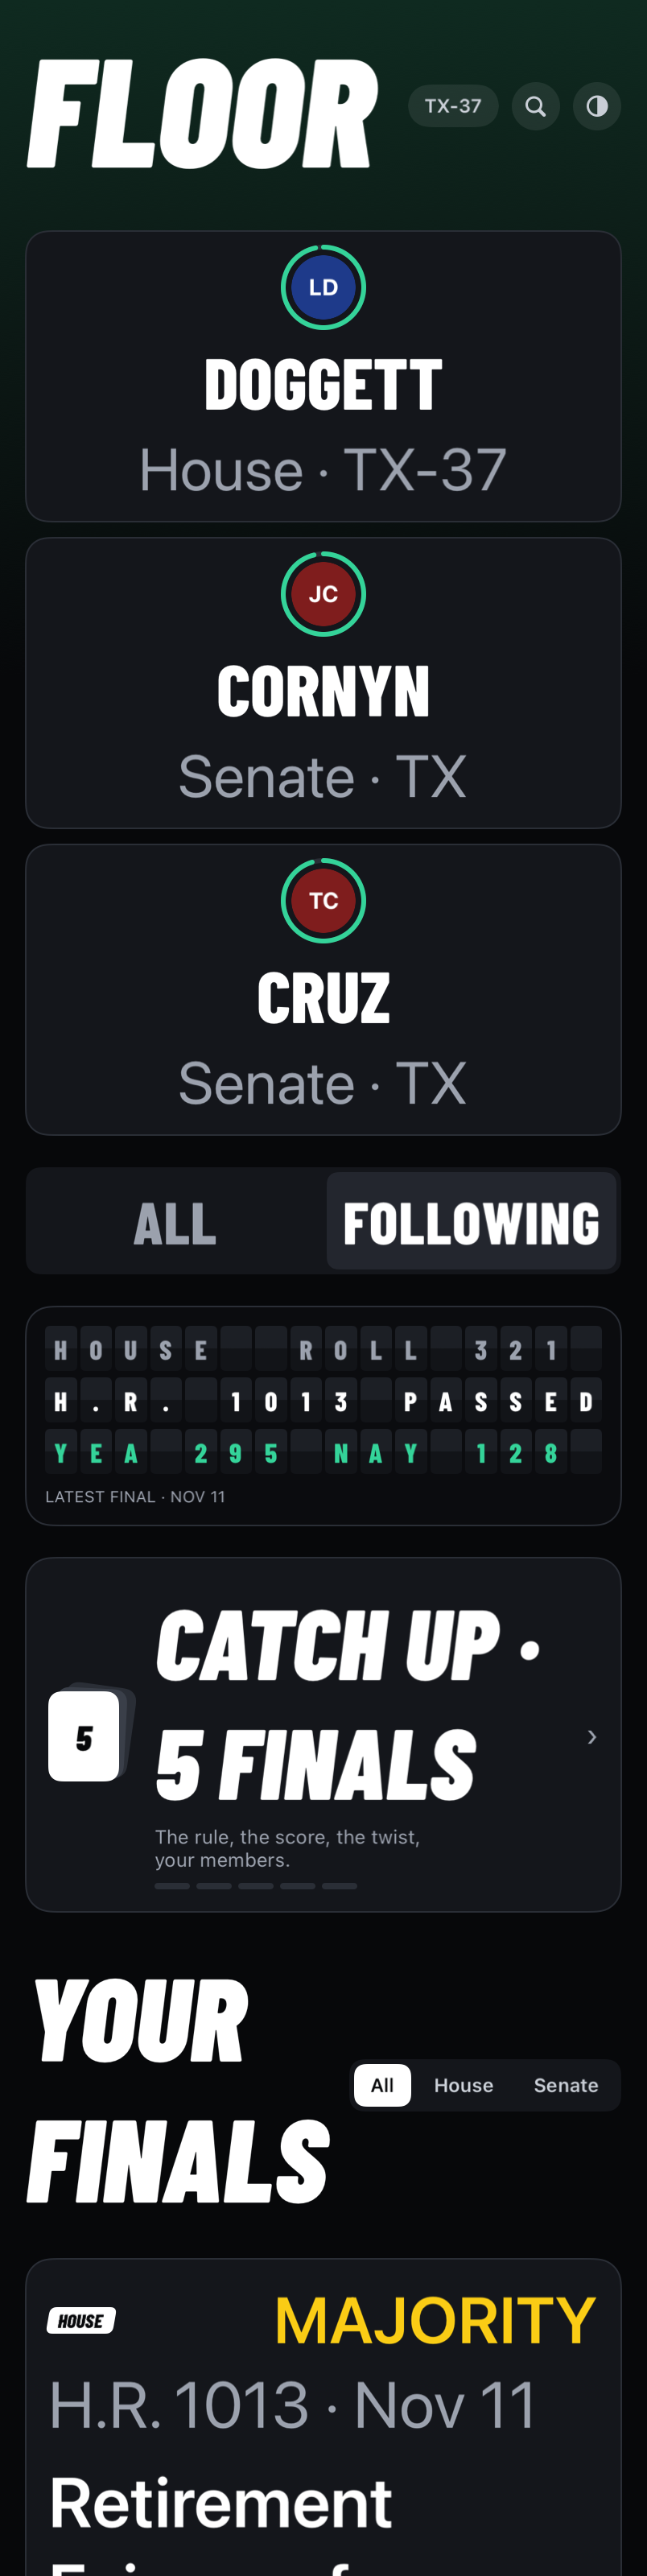 FLOOR
TX-37
LD
DOGGETT
House · TX-37
JC
CORNYN
Senate · TX
TC
CRUZ
Senate · TX
ALL
FOLLOWING
HOUSE  ROLL 321
H.R. 1013 PASSED
YEA 295 NAY 128
LATEST FINAL · NOV 11
5
CATCH UP ·
5 FINALS
The rule, the score, the twist,
your members.
›
YOUR
FINALS
All
House
Senate
HOUSE
MAJORITY
H.R. 1013 · Nov 11
Retirement